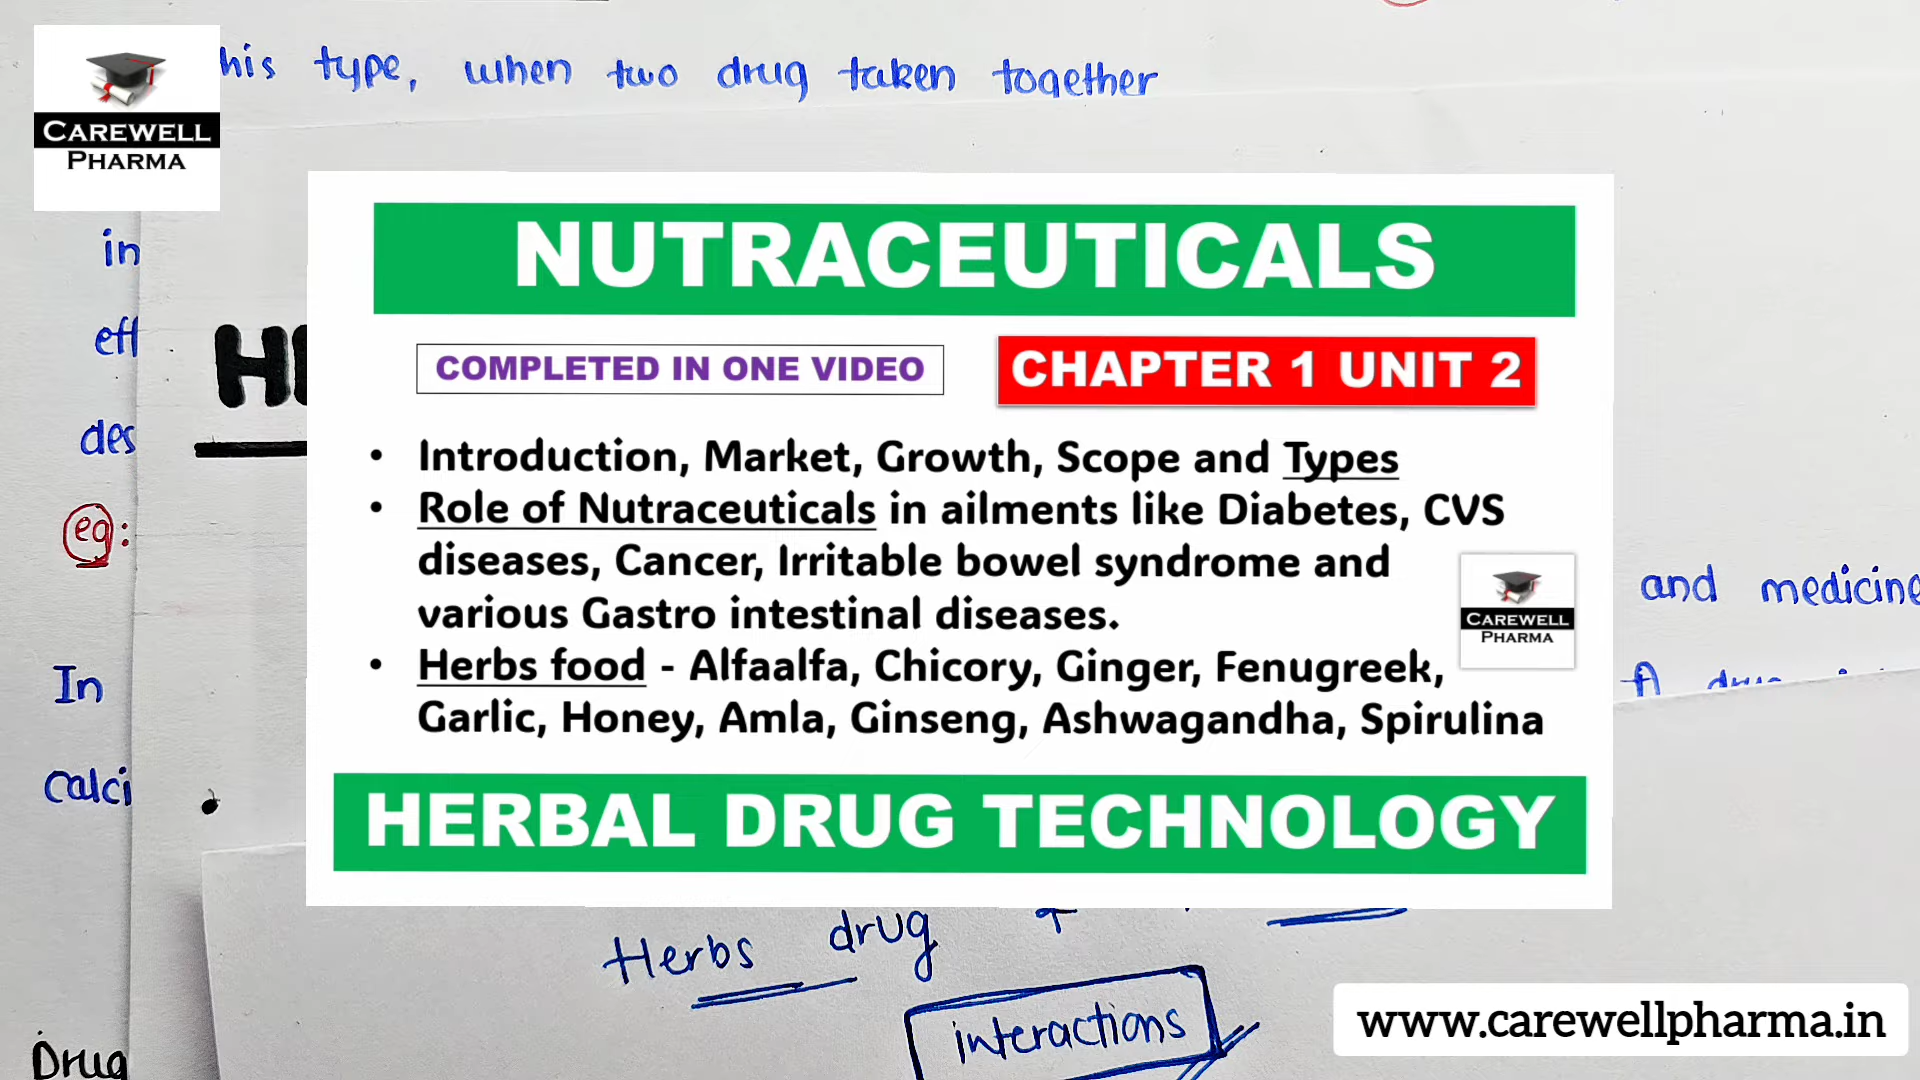 his type, when two drug taken together
CAREWELL
PHARMA
in
NUTRACEUTICALS
eff
COMPLETED IN ONE VIDEO
CHAPTER 1 UNIT 2
des
• Introduction, Market, Growth, Scope and Types
• Role of Nutraceuticals in ailments like Diabetes, CVS
diseases, Cancer, Irritable bowel syndrome and
various Gastro intestinal diseases.
eg:
and medicine
CAREWELL
PHARMA
• Herbs food - Alfaalfa, Chicory, Ginger, Fenugreek,
Garlic, Honey, Amla, Ginseng, Ashwagandha, Spirulina
In
A drug
calci
HERBAL DRUG TECHNOLOGY
Herbs drug
interactions
www.carewellpharma.in
Drug